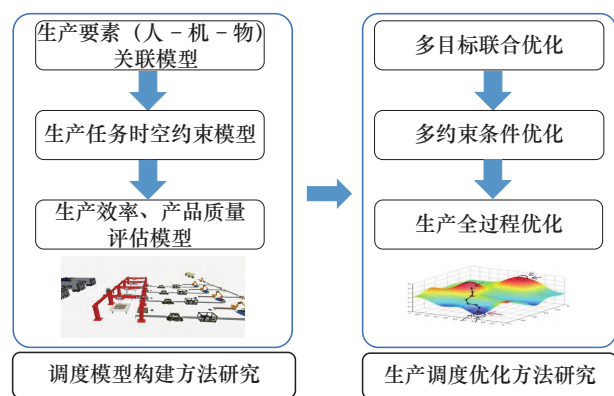 生产要素（人－机－物）
关联模型
生产任务时空约束模型
生产效率、产品质量
评估模型
调度模型构建方法研究
多目标联合优化
多约束条件优化
生产全过程优化
生产调度优化方法研究